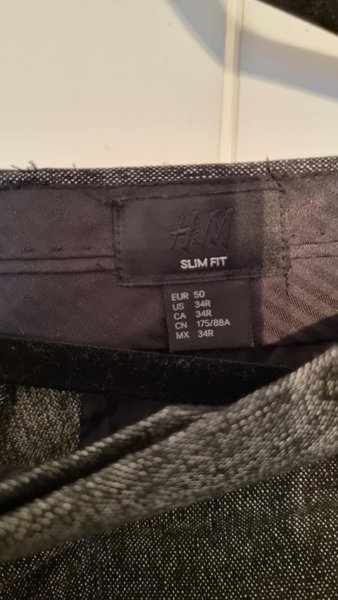 H&M
SLIM FIT
EUR 50
US 34R
CA 34R
CN 175/88A
MX 34R